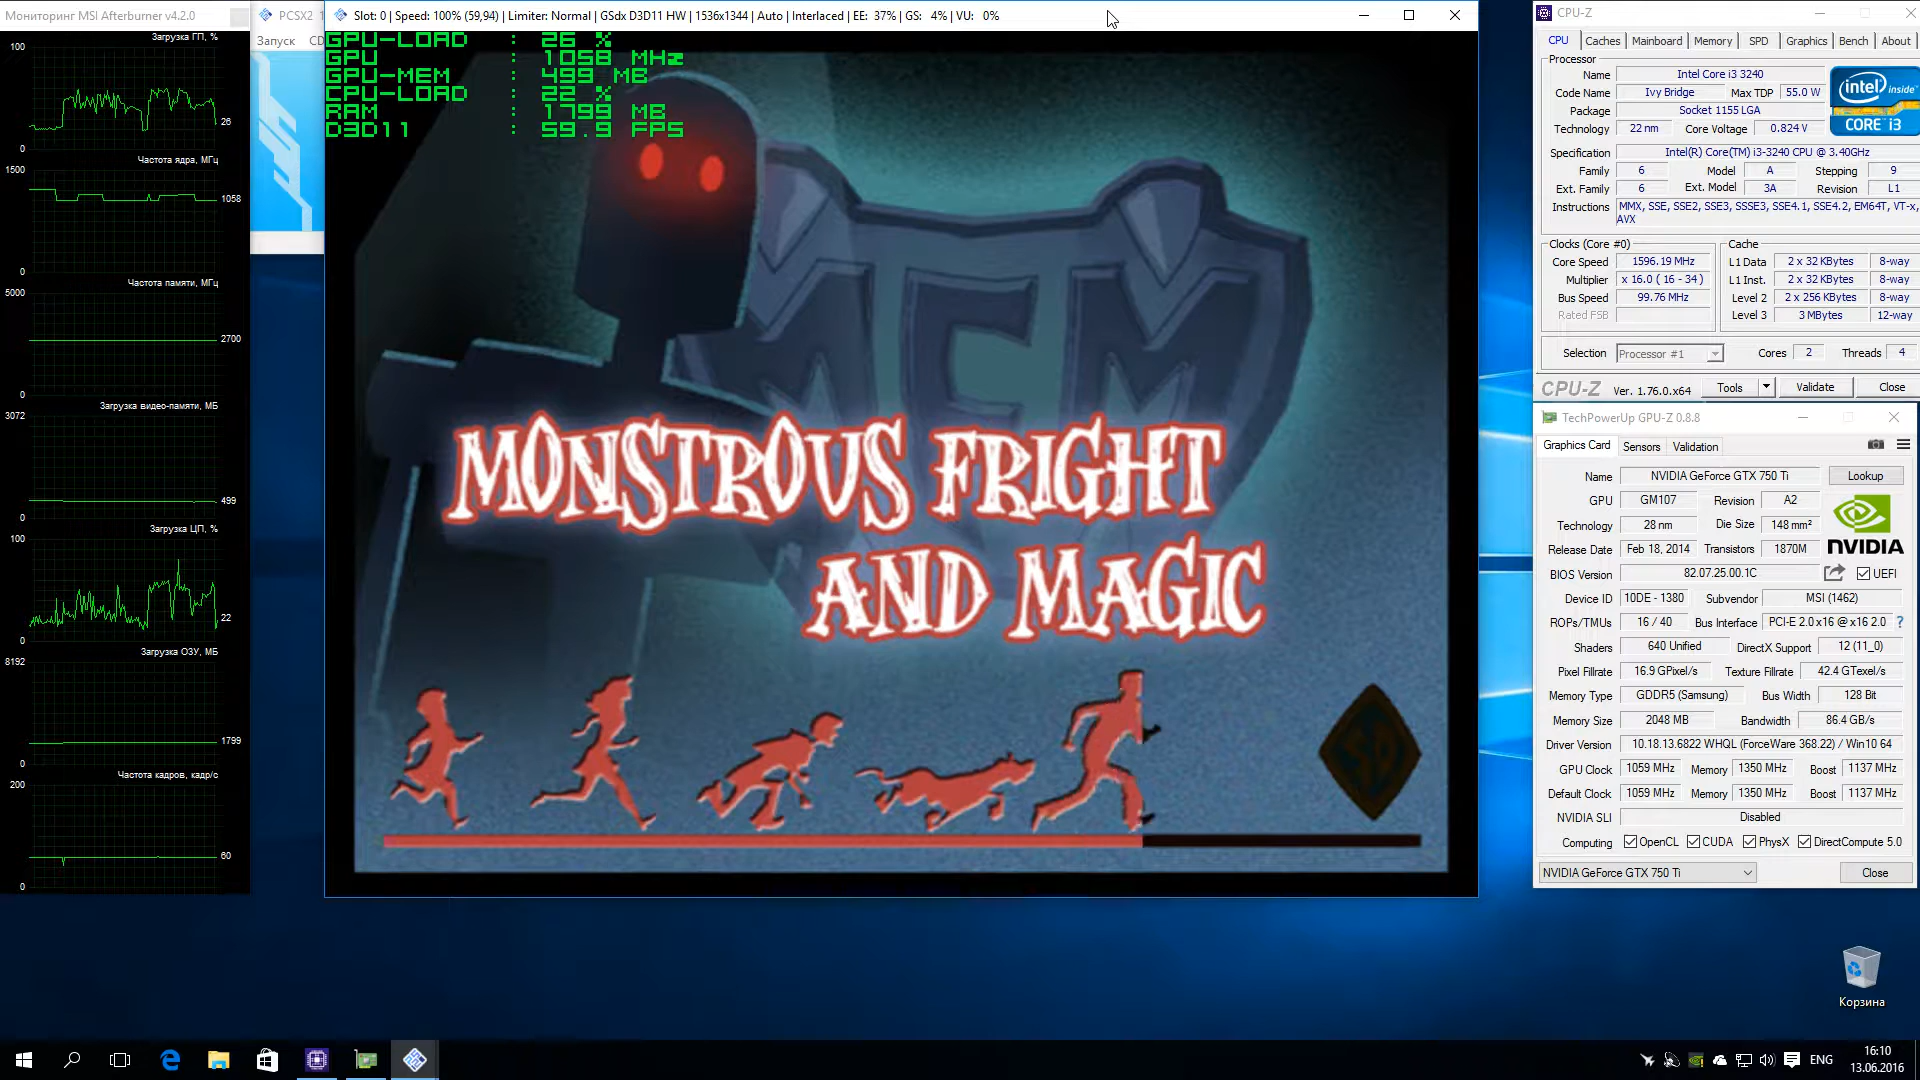 Мониторинг MSI Afterburner v4.2.0
Загрузка ГП, %
100
26
0
Частота ядра, МГц
1500
1058
0
Частота памяти, МГц
5000
2700
0
Загрузка видео-памяти, МБ
3072
499
0
Загрузка ЦП, %
100
22
0
Загрузка ОЗУ, МБ
8192
1799
0
Частота кадров, кадр/с
200
60
0
PCSX2
Запуск
Slot: 0 | Speed: 100% (59,94) | Limiter: Normal | GSdx D3D11 HW | 1536x1344 | Auto | Interlaced | EE: 37% | GS: 4% | VU: 0%
GPU-LOAD : 26 %
GPU : 1058 MHz
GPU-MEM : 499 MB
CPU-LOAD : 22 %
RAM : 1799 MB
D3D11 : 59.9 FPS
MFM
MONSTROUS FRIGHT
AND MAGIC
SD
CPU-Z
CPU Caches Mainboard Memory SPD Graphics Bench About
Processor
Name Intel Core i3 3240
Code Name Ivy Bridge Max TDP 55.0 W
Package Socket 1155 LGA
Technology 22 nm Core Voltage 0.824 V
intel inside
CORE i3
Specification Intel(R) Core(TM) i3-3240 CPU @ 3.40GHz
Family 6 Model A Stepping 9
Ext. Family 6 Ext. Model 3A Revision L1
Instructions MMX, SSE, SSE2, SSE3, SSSE3, SSE4.1, SSE4.2, EM64T, VT-x,
AVX
Clocks (Core #0)
Core Speed 1596.19 MHz
Multiplier x 16.0 ( 16 - 34 )
Bus Speed 99.76 MHz
Rated FSB
Cache
L1 Data 2 x 32 KBytes 8-way
L1 Inst. 2 x 32 KBytes 8-way
Level 2 2 x 256 KBytes 8-way
Level 3 3 MBytes 12-way
Selection Processor #1 Cores 2 Threads 4
CPU-Z Ver. 1.76.0.x64 Tools Validate Close
TechPowerUp GPU-Z 0.8.8
Graphics Card Sensors Validation
Name NVIDIA GeForce GTX 750 Ti Lookup
GPU GM107 Revision A2
Technology 28 nm Die Size 148 mm²
Release Date Feb 18, 2014 Transistors 1870M
NVIDIA
BIOS Version 82.07.25.00.1C UEFI
Device ID 10DE - 1380 Subvendor MSI (1462)
ROPs/TMUs 16 / 40 Bus Interface PCI-E 2.0 x16 @ x16 2.0 ?
Shaders 640 Unified DirectX Support 12 (11_0)
Pixel Fillrate 16.9 GPixel/s Texture Fillrate 42.4 GTexel/s
Memory Type GDDR5 (Samsung) Bus Width 128 Bit
Memory Size 2048 MB Bandwidth 86.4 GB/s
Driver Version 10.18.13.6822 WHQL (ForceWare 368.22) / Win10 64
GPU Clock 1059 MHz Memory 1350 MHz Boost 1137 MHz
Default Clock 1059 MHz Memory 1350 MHz Boost 1137 MHz
NVIDIA SLI Disabled
Computing OpenCL CUDA PhysX DirectCompute 5.0
NVIDIA GeForce GTX 750 Ti Close
Корзина
ENG
16:10
13.06.2016